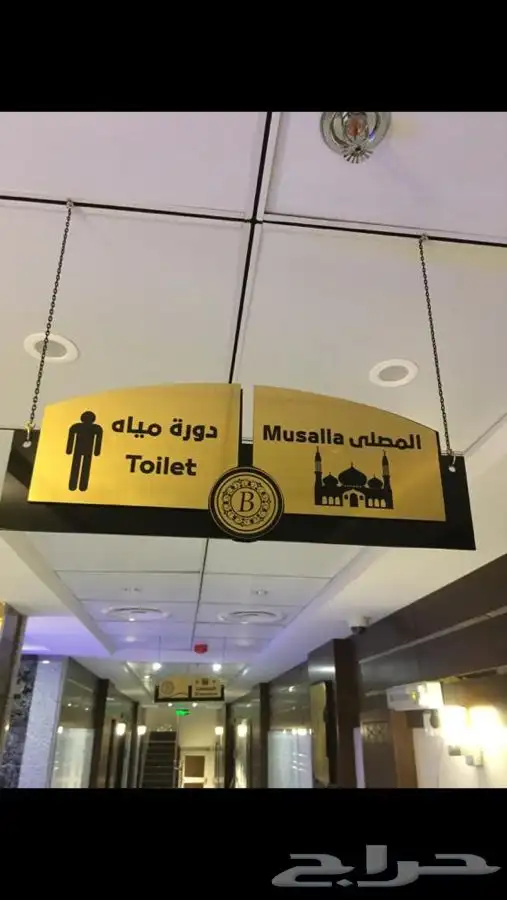 دورة مياه
Toilet
Musalla المصلى
B
حراج